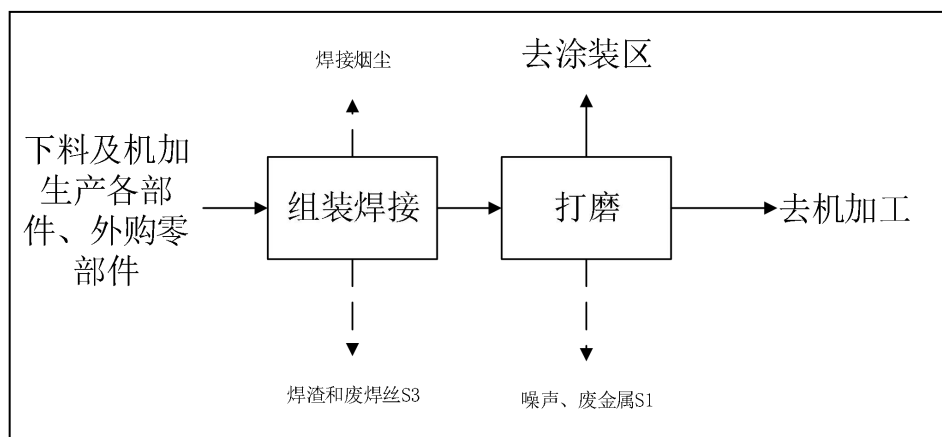 焊接烟尘
去涂装区
下料及机加
生产各部
件、外购零
部件
组装焊接
打磨
去机加工
焊渣和废焊丝S3
噪声、废金属S1